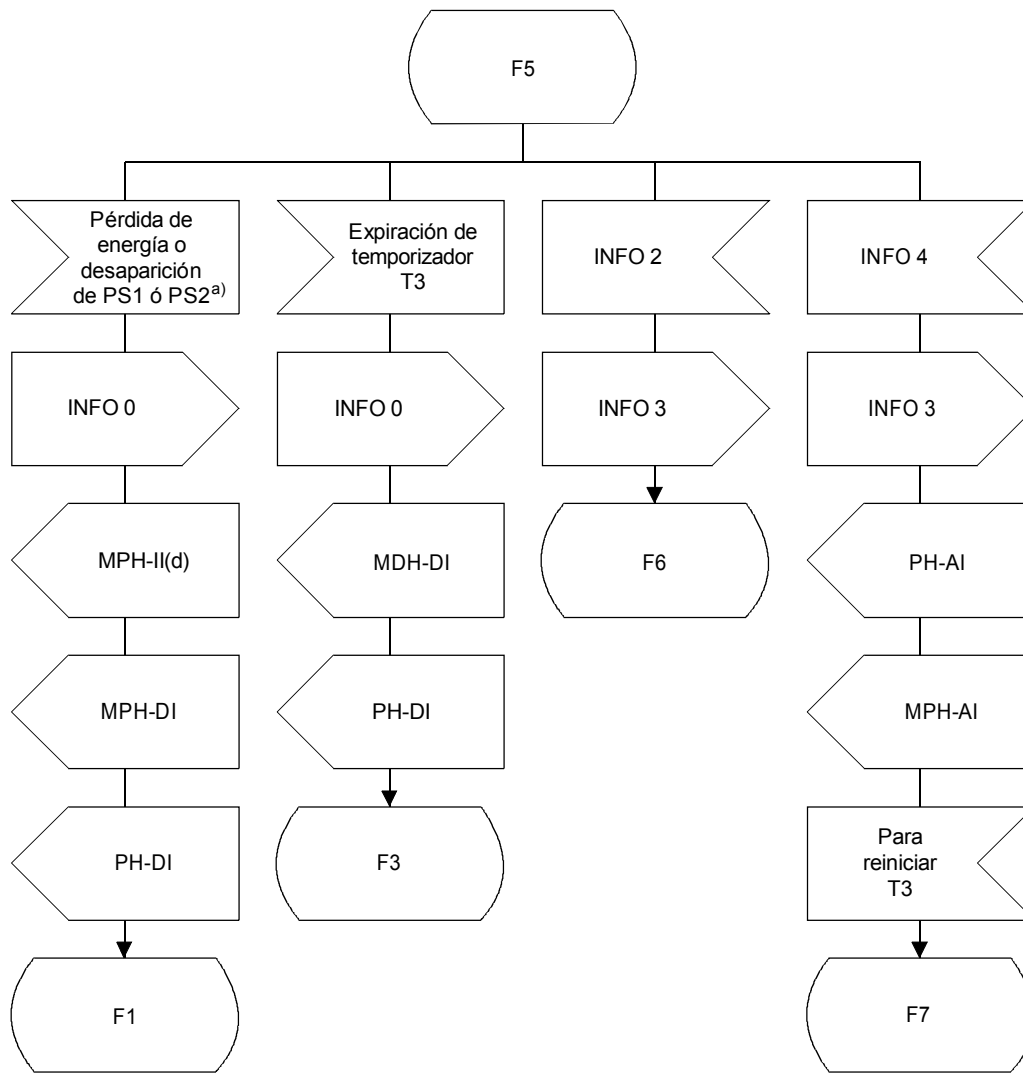 F5
Pérdida de
energía o
desaparición
de PS1 ó PS2a)
Expiración de
temporizador
T3
INFO 2
INFO 4
INFO 0
INFO 0
INFO 3
INFO 3
MPH-II(d)
MDH-DI
F6
PH-AI
MPH-DI
PH-DI
MPH-AI
PH-DI
F3
Para
reiniciar
T3
F1
F7